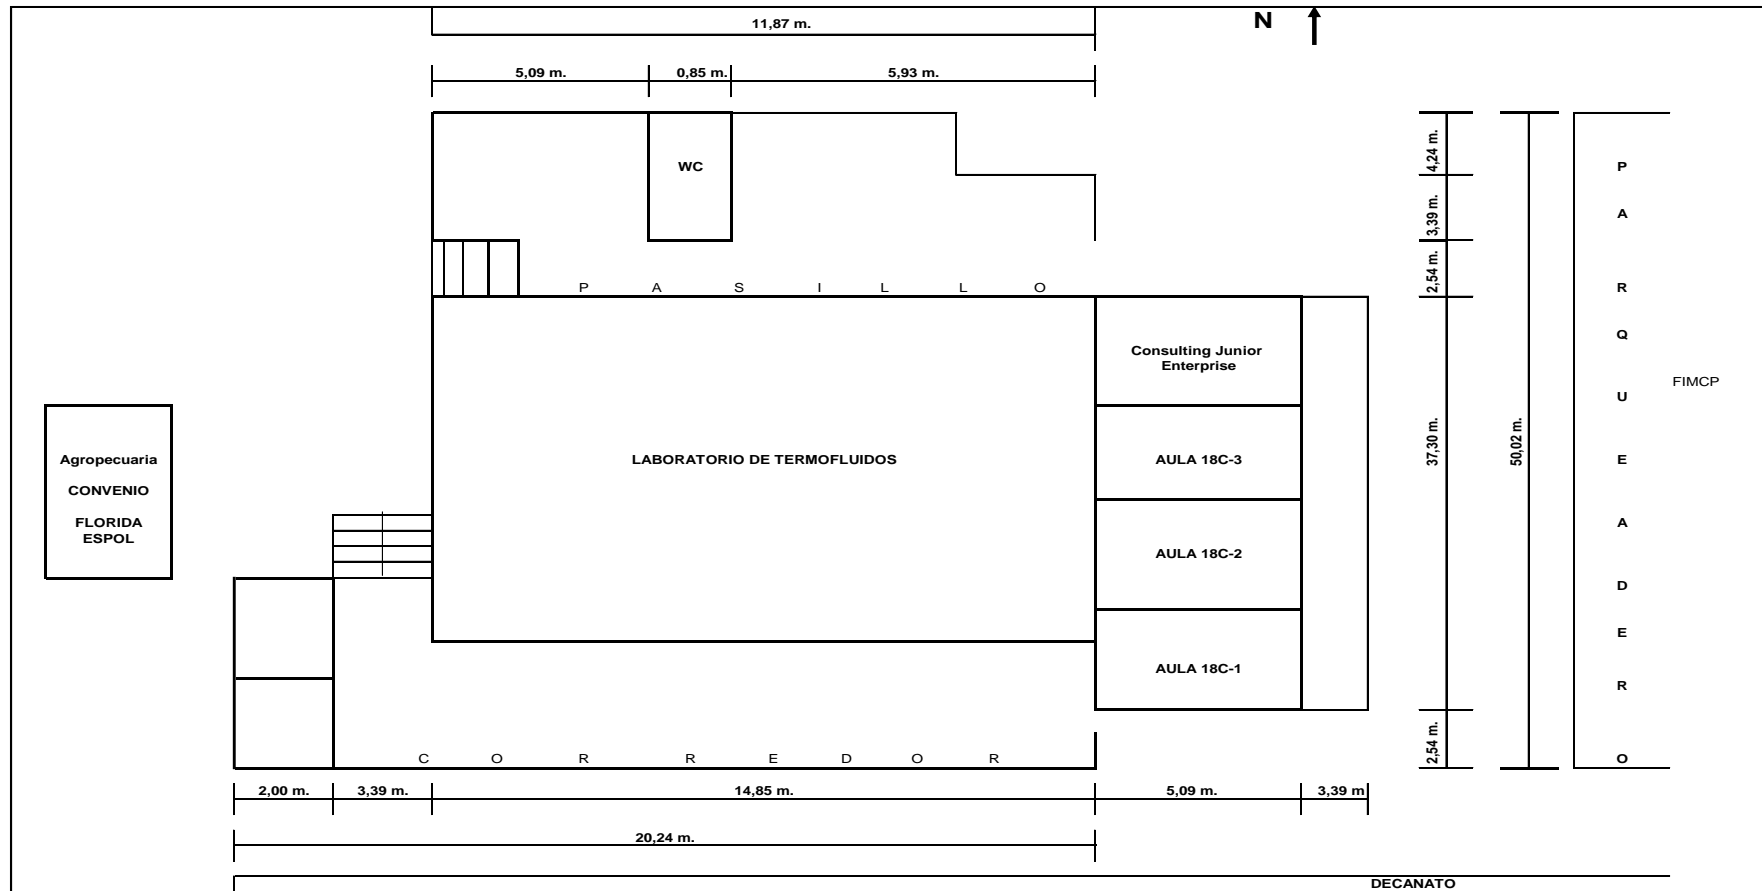 11,87 m.
N
5,09 m.
0,85 m.
5,93 m.
WC
4,24 m.
3,39 m.
2,54 m.
37,30 m.
2,54 m.
50,02 m.
P A R Q U E A D E R O
FIMCP
P A S I L L O
Consulting Junior
Enterprise
AULA 18C-3
AULA 18C-2
AULA 18C-1
LABORATORIO DE TERMOFLUIDOS
Agropecuaria
CONVENIO
FLORIDA
ESPOL
C O R R E D O R
2,00 m.
3,39 m.
14,85 m.
5,09 m.
3,39 m
20,24 m.
DECANATO